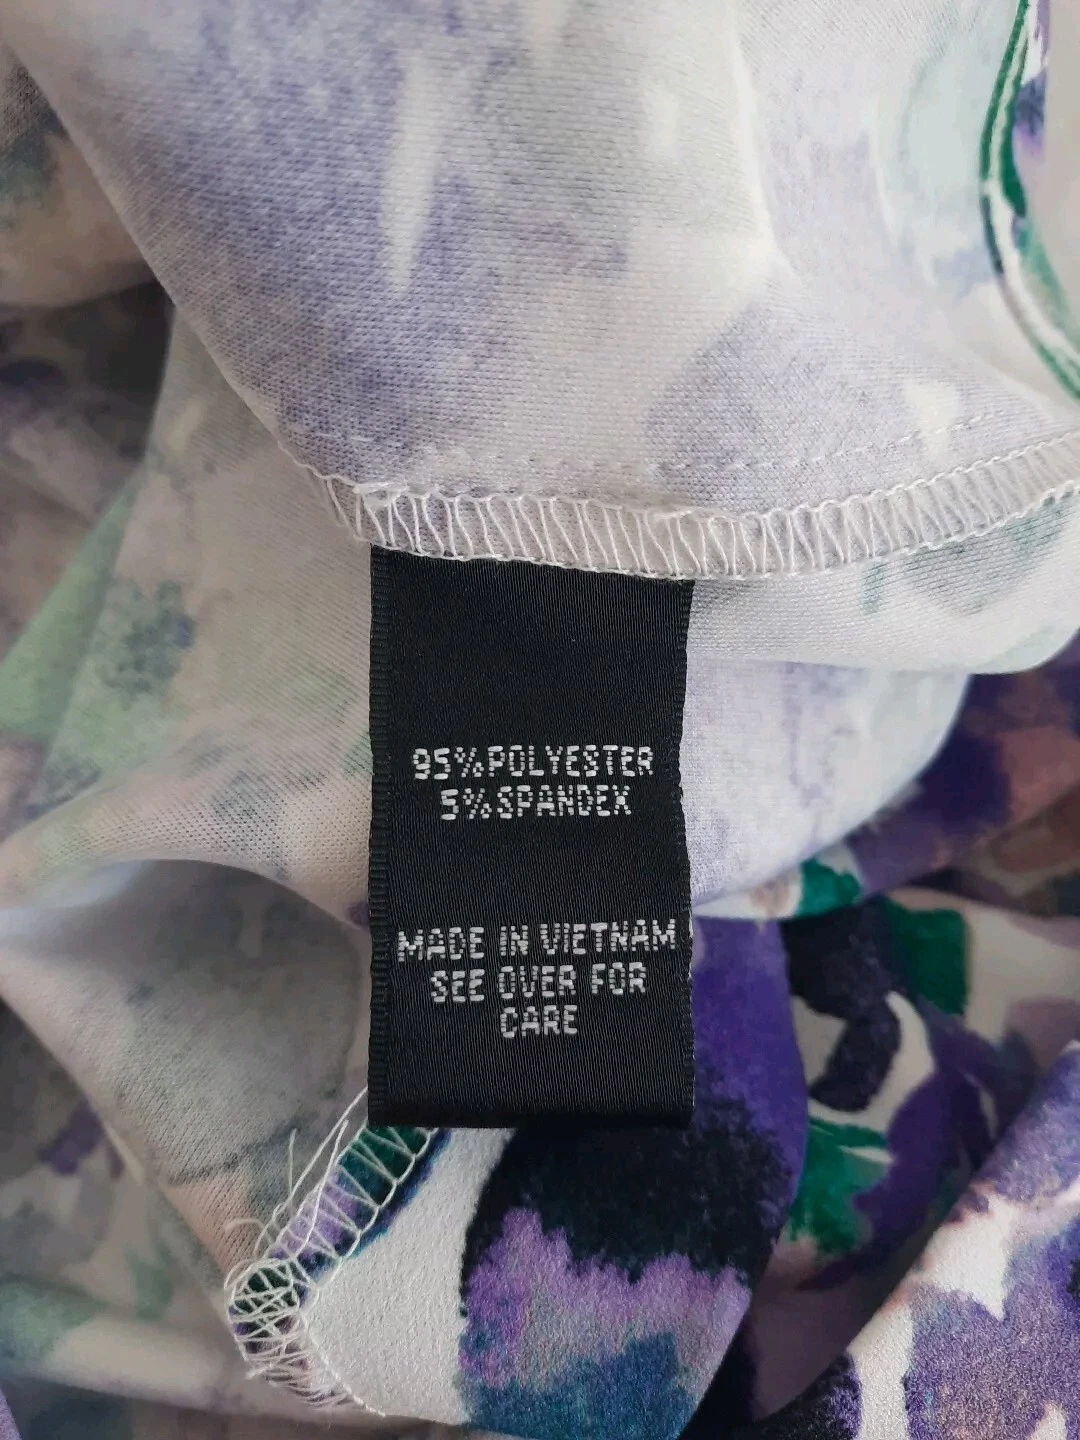 95%POLYESTER
5%SPANDEX
MADE IN VIETNAM
SEE OVER FOR
CARE